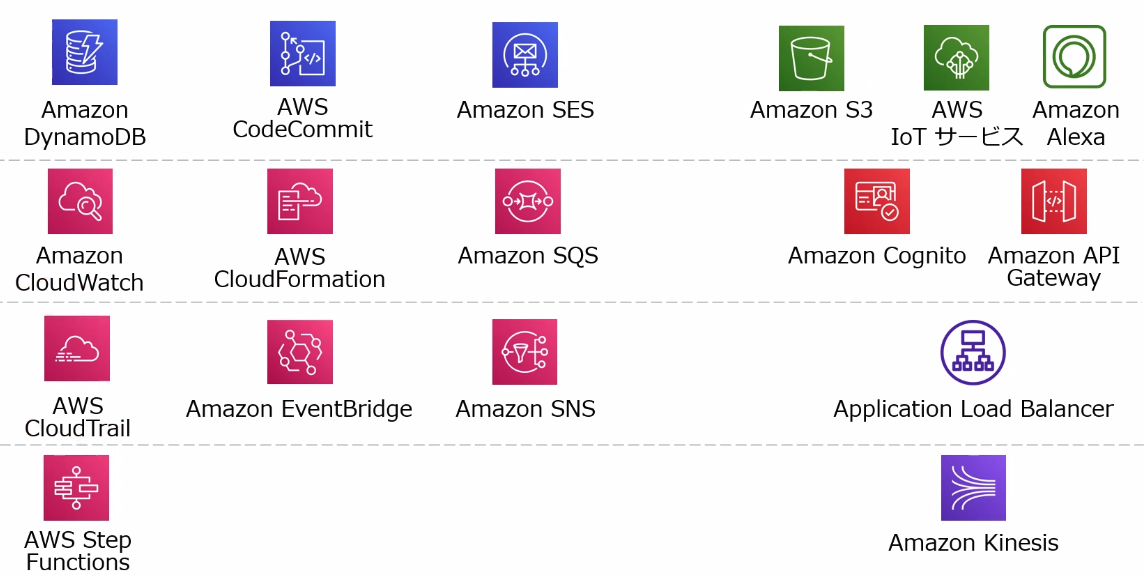 Amazon
DynamoDB
AWS
CodeCommit
Amazon SES
Amazon S3
AWS
IoT サービス
Amazon
Alexa
Amazon
CloudWatch
AWS
CloudFormation
Amazon SQS
Amazon Cognito
Amazon API
Gateway
AWS
CloudTrail
Amazon EventBridge
Amazon SNS
Application Load Balancer
AWS Step
Functions
Amazon Kinesis